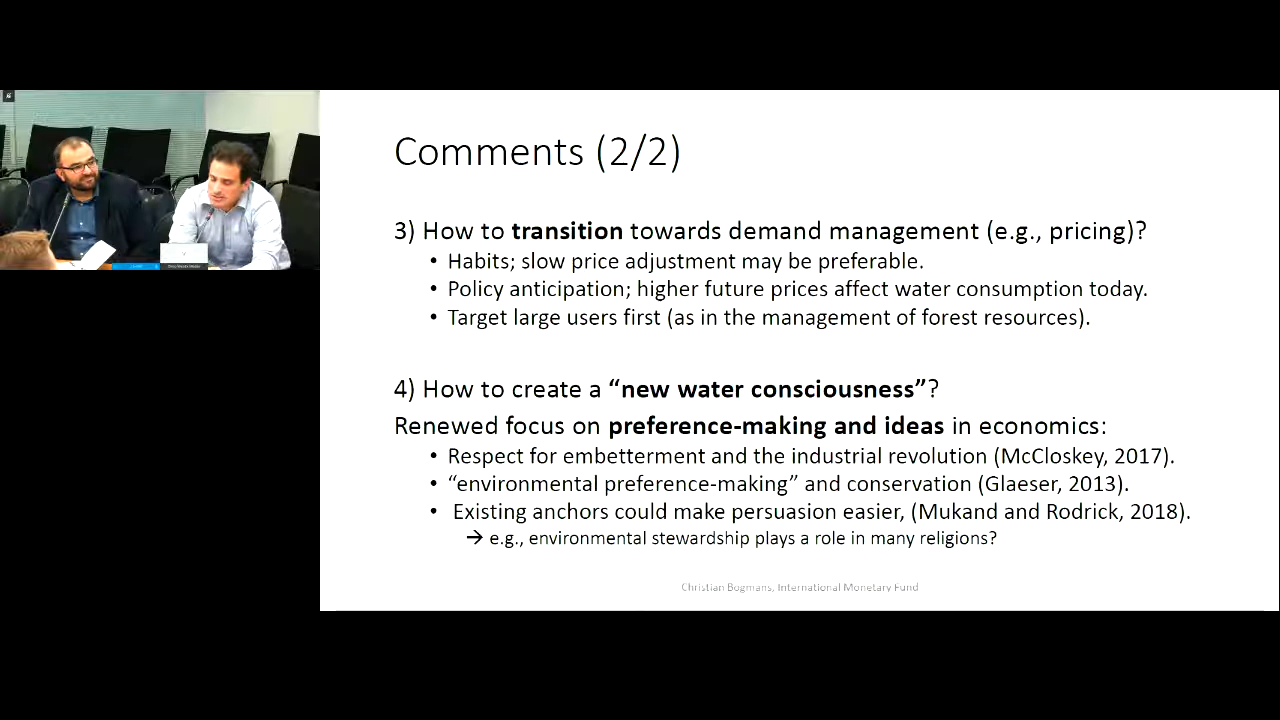 Comments (2/2)
3) How to transition towards demand management (e.g., pricing)?
• Habits; slow price adjustment may be preferable.
• Policy anticipation; higher future prices affect water consumption today.
• Target large users first (as in the management of forest resources).
4) How to create a “new water consciousness”?
Renewed focus on preference-making and ideas in economics:
• Respect for embetterment and the industrial revolution (McCloskey, 2017).
• “environmental preference-making” and conservation (Glaeser, 2013).
• Existing anchors could make persuasion easier, (Mukand and Rodrick, 2018).
→ e.g., environmental stewardship plays a role in many religions?
Christian Bogmans, International Monetary Fund